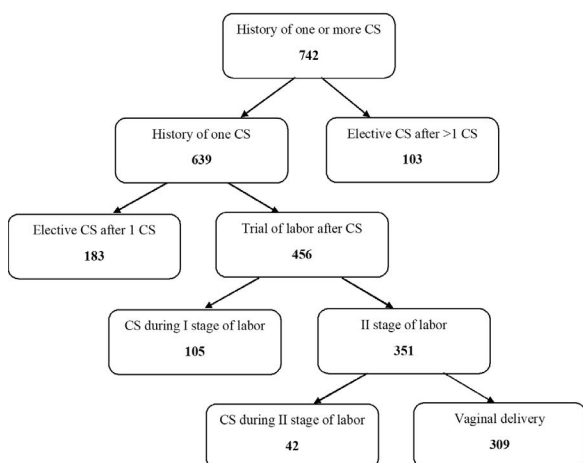 History of one or more CS
742
History of one CS
639
Elective CS after >1 CS
103
Elective CS after 1 CS
183
Trial of labor after CS
456
CS during I stage of labor
105
II stage of labor
351
CS during II stage of labor
42
Vaginal delivery
309